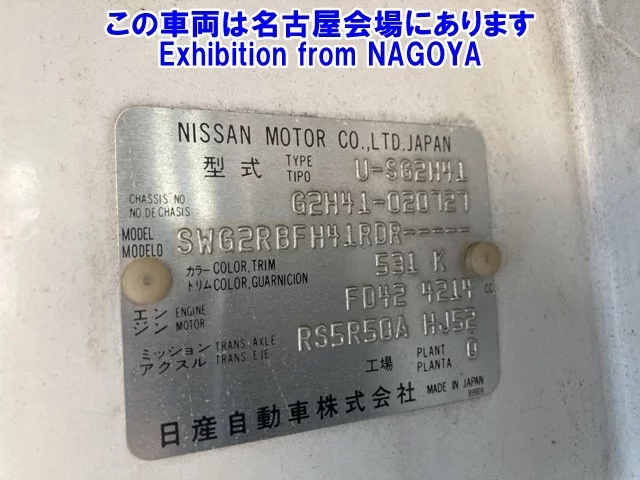 この車両は名古屋会場にあります
Exhibition from NAGOYA
NISSAN MOTOR CO.,LTD.JAPAN
型式 TYPE TIPO U-SG2H41
CHASSIS NO NO.DE CHASIS G2H41-020727
MODEL MODELO SWG2RBFH41RDR-----
カラー COLOR,TRIM トリム COLOR,GUARNICION 531 K
エンジン ENGINE MOTOR FD42 4214 CC
ミッション TRANS.AXLE アクスル TRANS.EJE RS5R50A HJ52
工場 PLANT PLANTA 0
日産自動車株式会社 MADE IN JAPAN